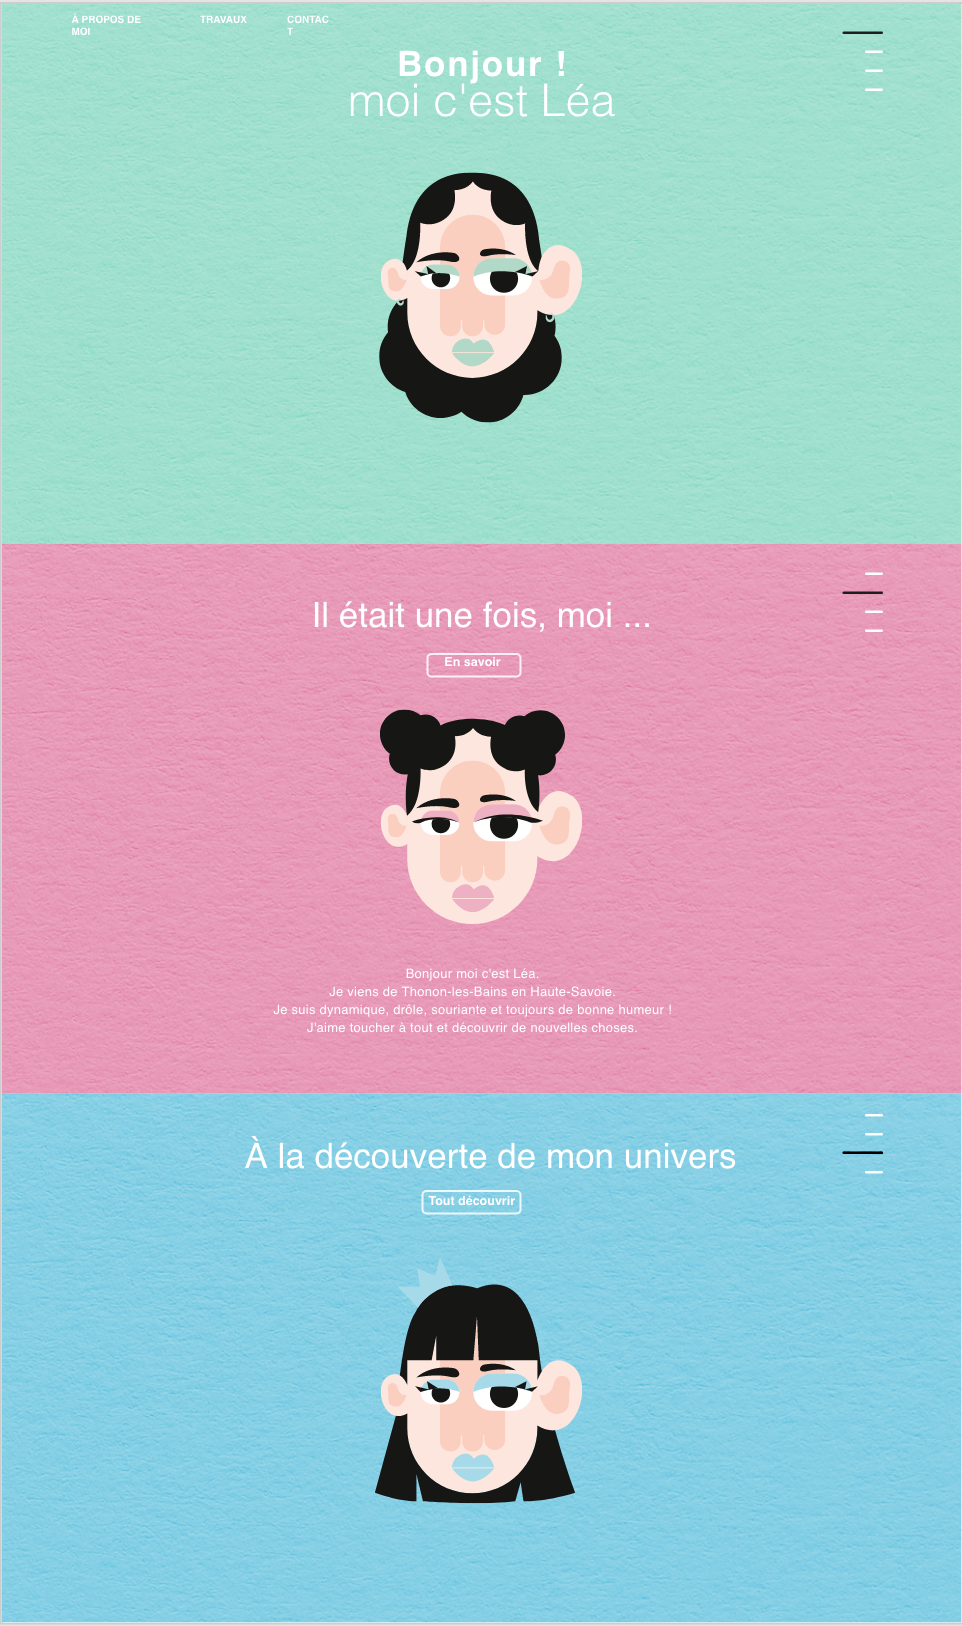 À PROPOS DE
MOI
TRAVAUX
CONTAC
T
Bonjour !
moi c'est Léa
Il était une fois, moi ...
En savoir
Bonjour moi c'est Léa.
Je viens de Thonon-les-Bains en Haute-Savoie.
Je suis dynamique, drôle, souriante et toujours de bonne humeur !
J'aime toucher à tout et découvrir de nouvelles choses.
À la découverte de mon univers
Tout découvrir